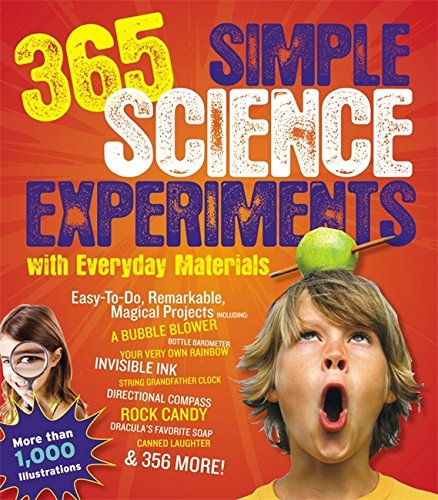 365 SIMPLE
SCIENCE
EXPERIMENTS
with Everyday Materials
Easy-To-Do, Remarkable,
Magical Projects INCLUDING:
A BUBBLE BLOWER
BOTTLE BAROMETER
YOUR VERY OWN RAINBOW
INVISIBLE INK
STRING GRANDFATHER CLOCK
DIRECTIONAL COMPASS
ROCK CANDY
DRACULA'S FAVORITE SOAP
CANNED LAUGHTER
& 356 MORE!
More than
1,000
Illustrations